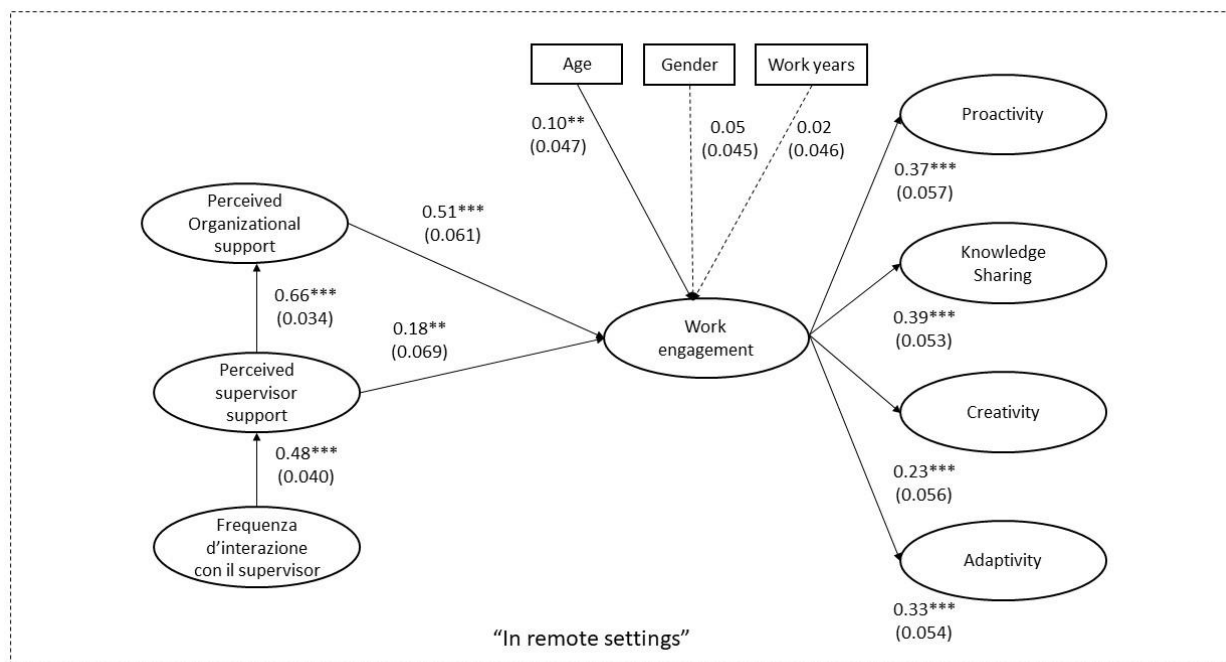 Age
Gender
Work years
0.10**
(0.047)
0.05
(0.045)
0.02
(0.046)
Proactivity
0.37***
(0.057)
Perceived
Organizational
support
0.51***
(0.061)
Knowledge
Sharing
0.39***
(0.053)
0.66***
(0.034)
0.18**
(0.069)
Work
engagement
Perceived
supervisor
support
Creativity
0.23***
(0.056)
0.48***
(0.040)
Frequenza
d’interazione
con il supervisor
Adaptivity
0.33***
(0.054)
“In remote settings”